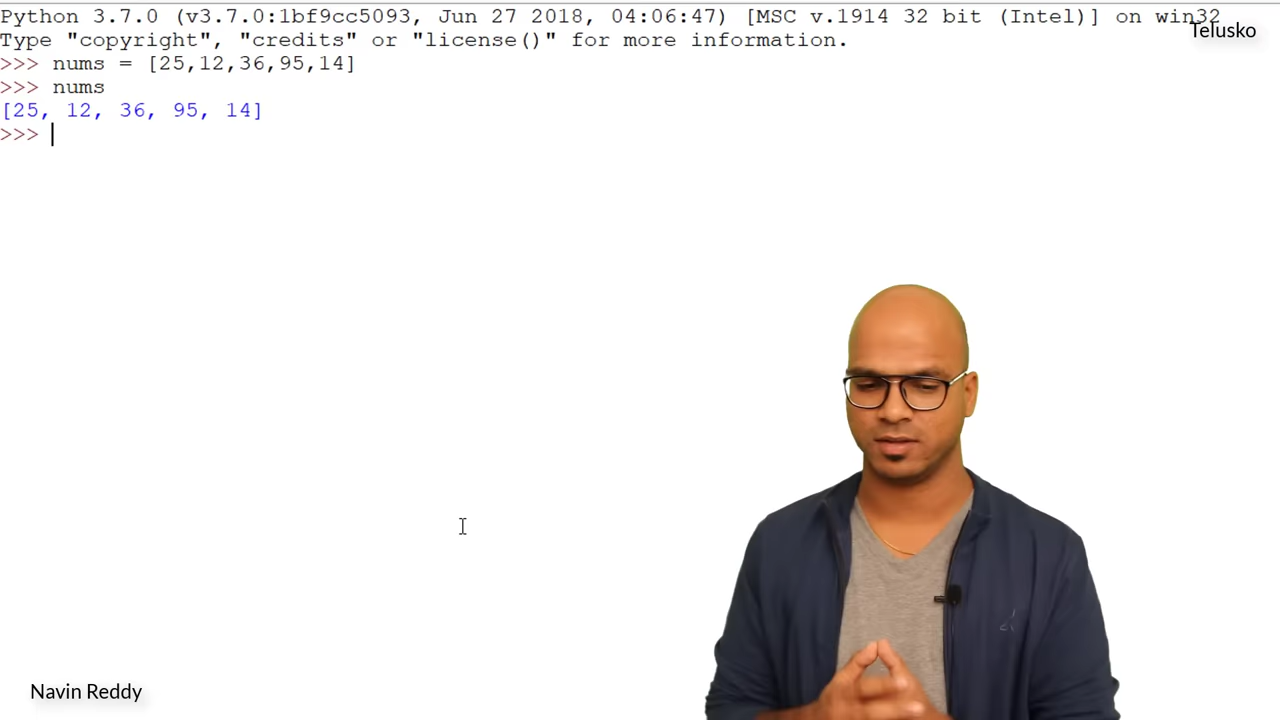 Python 3.7.0 (v3.7.0:1bf9cc5093, Jun 27 2018, 04:06:47) [MSC v.1914 32 bit (Intel)] on win32
Telusko
Type "copyright", "credits" or "license()" for more information.
>>> nums = [25,12,36,95,14]
>>> nums
[25, 12, 36, 95, 14]
>>>
Navin Reddy